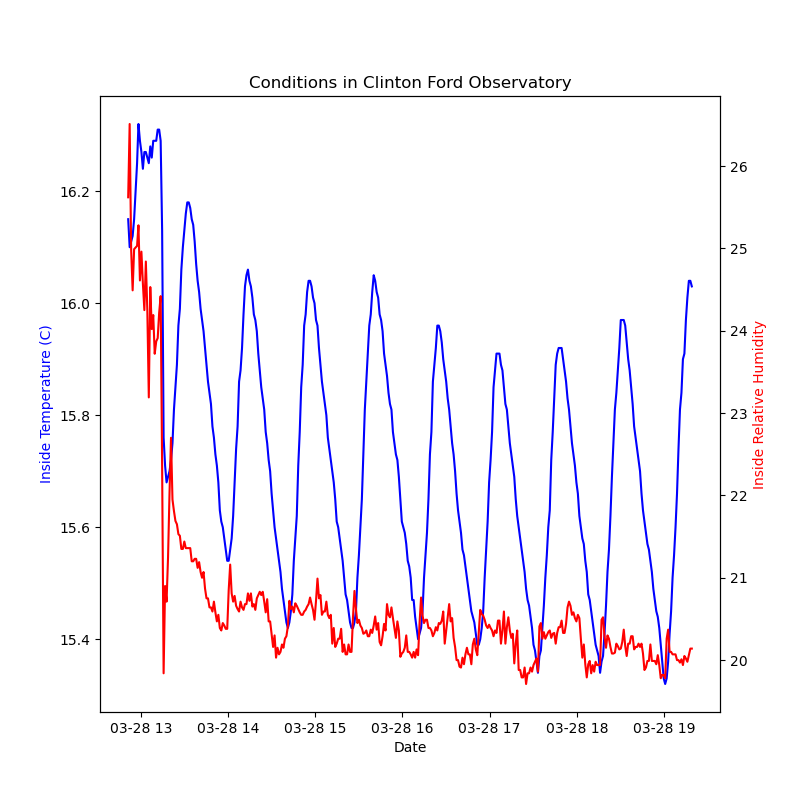 Conditions in Clinton Ford Observatory
Inside Temperature (C)
16.2
16.0
15.8
15.6
15.4
26
25
24
23
22
21
20
Inside Relative Humidity
03-28 13 03-28 14 03-28 15 03-28 16 03-28 17 03-28 18 03-28 19
Date